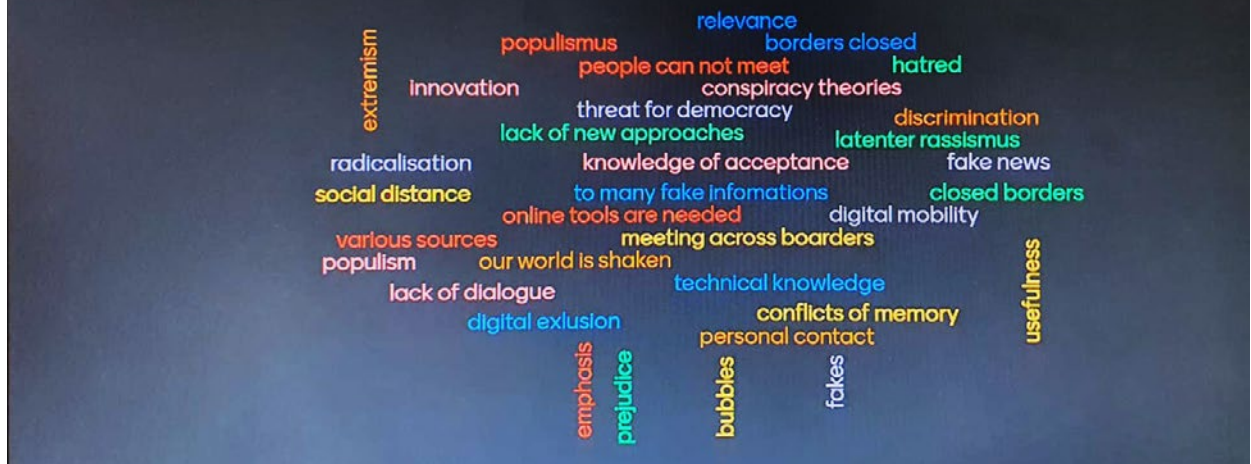 relevance
populismus
borders closed
extremism
people can not meet
hatred
innovation
conspiracy theories
threat for democracy
discrimination
lack of new approaches
latenter rassismus
radicalisation
knowledge of acceptance
fake news
social distance
to many fake infomations
closed borders
online tools are needed
digital mobility
various sources
meeting across boarders
populism
our world is shaken
usefulness
technical knowledge
lack of dialogue
conflicts of memory
digital exlusion
personal contact
emphasis
prejudice
bubbles
fakes